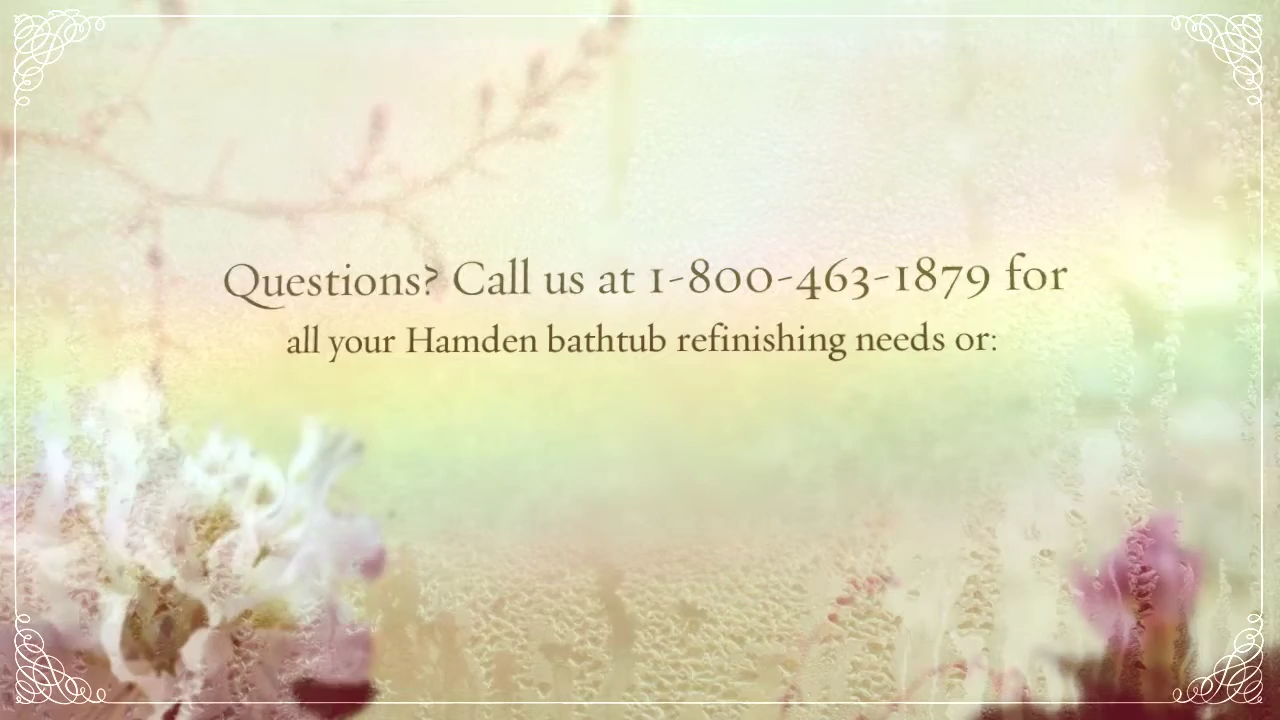 Questions? Call us at 1-800-463-1879 for
all your Hamden bathtub refinishing needs or: